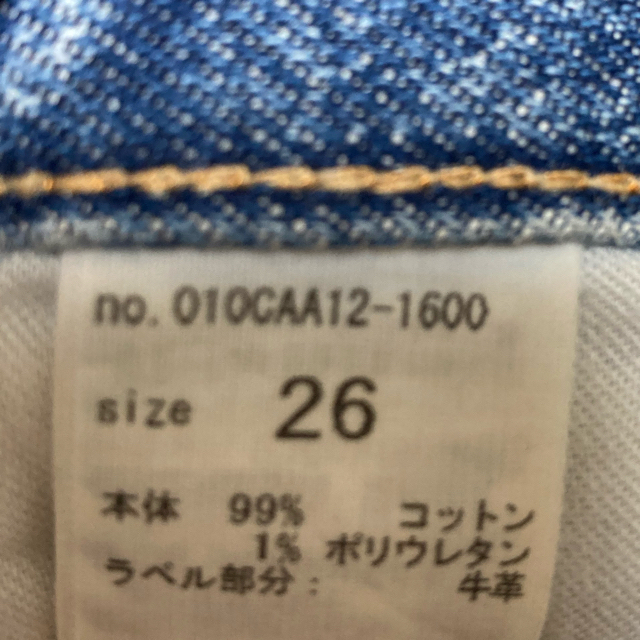 no. 010CAA12-1600
size 26
本体 99% コットン
1% ポリウレタン
ラベル部分: 牛革